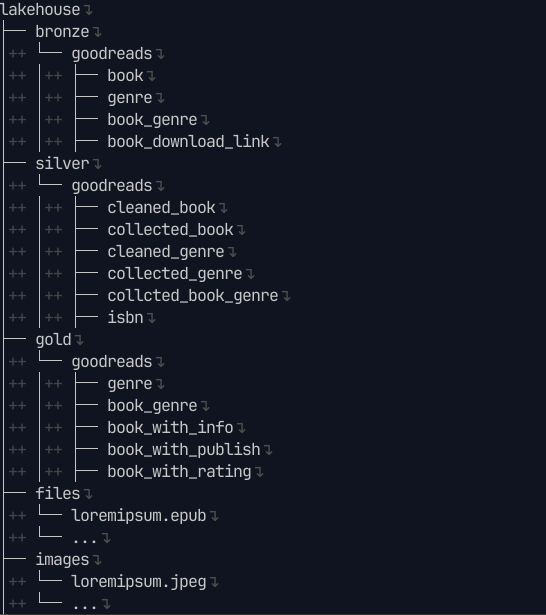 lakehouse
├── bronze
│   └── goodreads
│   │   ├── book
│   │   ├── genre
│   │   ├── book_genre
│   │   ├── book_download_link
├── silver
│   └── goodreads
│   │   ├── cleaned_book
│   │   ├── collected_book
│   │   ├── cleaned_genre
│   │   ├── collected_genre
│   │   ├── collcted_book_genre
│   │   ├── isbn
├── gold
│   └── goodreads
│   │   ├── genre
│   │   ├── book_genre
│   │   ├── book_with_info
│   │   ├── book_with_publish
│   │   ├── book_with_rating
├── files
│   └── loremipsum.epub
│   └── ...
├── images
│   └── loremipsum.jpeg
│   └── ...